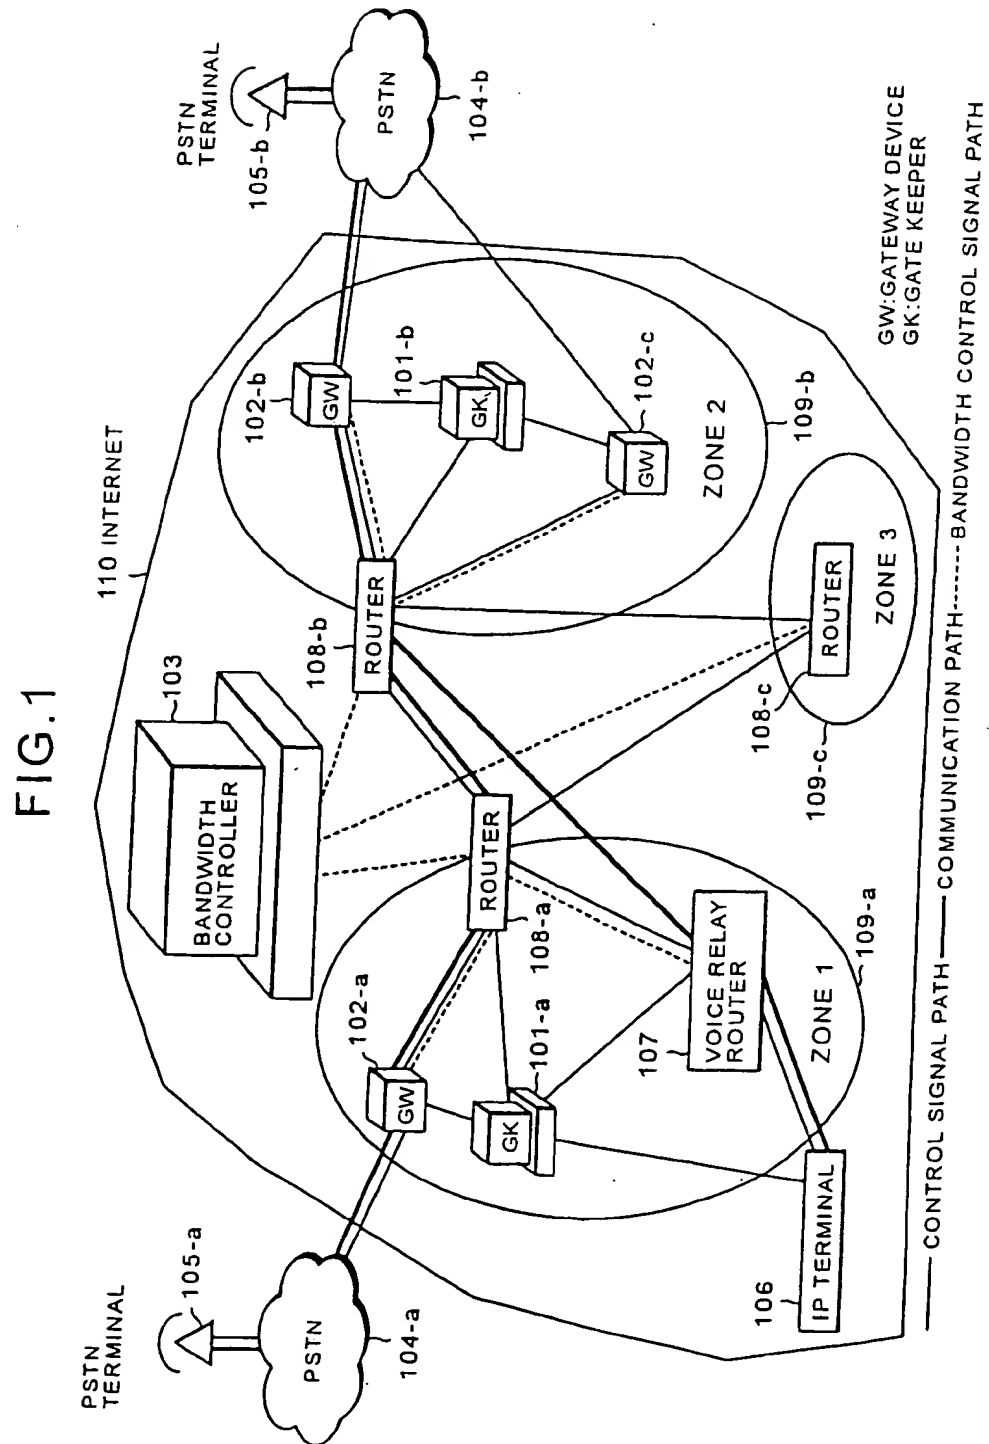 FIG.1
110 INTERNET
103
BANDWIDTH
CONTROLLER
PSTN
TERMINAL
105-a
PSTN
104-a
PSTN
TERMINAL
105-b
PSTN
104-b
102-a
GW
101-a
GK
ROUTER
108-a
107
VOICE RELAY
ROUTER
ZONE 1
109-a
106
IP TERMINAL
ROUTER
108-b
102-b
GW
101-b
GK
102-c
GW
ZONE 2
109-b
ROUTER
108-c
ZONE 3
109-c
GW:GATEWAY DEVICE
GK:GATE KEEPER
CONTROL SIGNAL PATH
COMMUNICATION PATH
BANDWIDTH CONTROL SIGNAL PATH